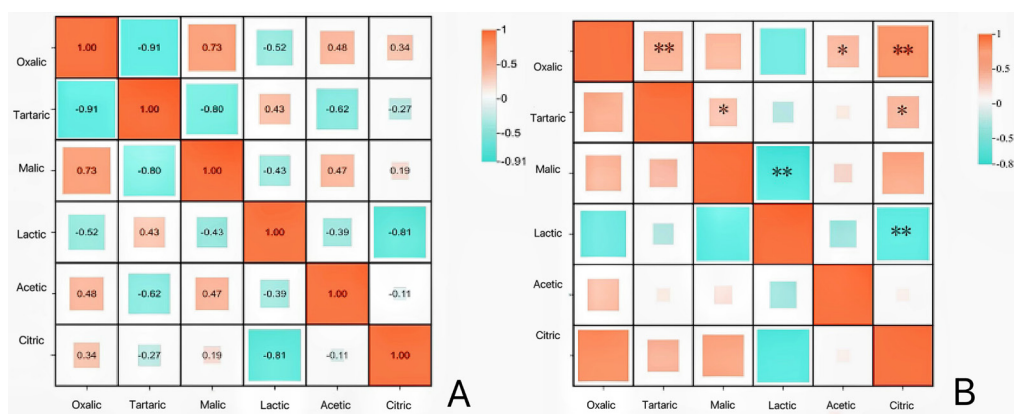 Oxalic 1.00 -0.91 0.73 -0.52 0.48 0.34
Tartaric -0.91 1.00 -0.80 0.43 -0.62 -0.27
Malic 0.73 -0.80 1.00 -0.43 0.47 0.19
Lactic -0.52 0.43 -0.43 1.00 -0.39 -0.81
Acetic 0.48 -0.62 0.47 -0.39 1.00 -0.11
Citric 0.34 -0.27 0.19 -0.81 -0.11 1.00
Oxalic Tartaric Malic Lactic Acetic Citric
1
0.5
0
-0.5
-0.91
A
Oxalic ** * **
Tartaric * *
Malic **
Lactic **
Acetic
Citric
Oxalic Tartaric Malic Lactic Acetic Citric
1
0.5
0
-0.5
-0.8
B